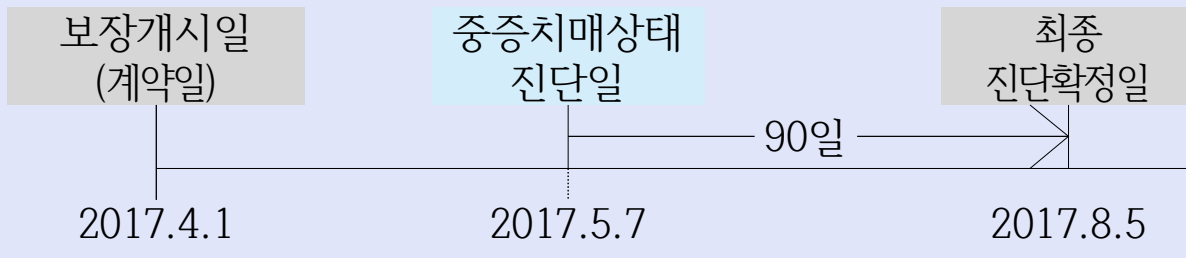 보장개시일
(계약일)
중증치매상태
진단일
최종
진단확정일
90일
2017.4.1
2017.5.7
2017.8.5